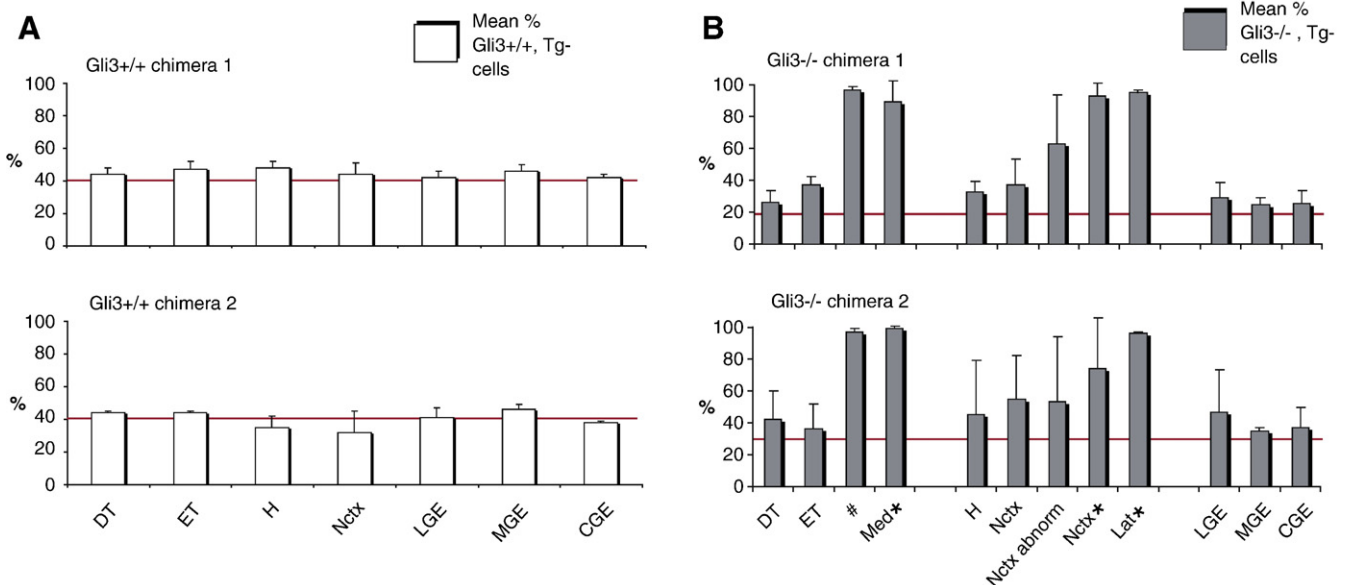 A
Mean %
Gli3+/+, Tg-
cells
Gli3+/+ chimera 1
100
80
60
%
40
20
0
Gli3+/+ chimera 2
100
80
60
%
40
20
0
DT ET H Nctx LGE MGE CGE
B
Mean %
Gli3-/- , Tg-
cells
Gli3-/- chimera 1
100
80
60
%
40
20
0
Gli3-/- chimera 2
100
80
60
%
40
20
0
DT ET # Med* H Nctx Nctx abnorm Nctx* Lat* LGE MGE CGE